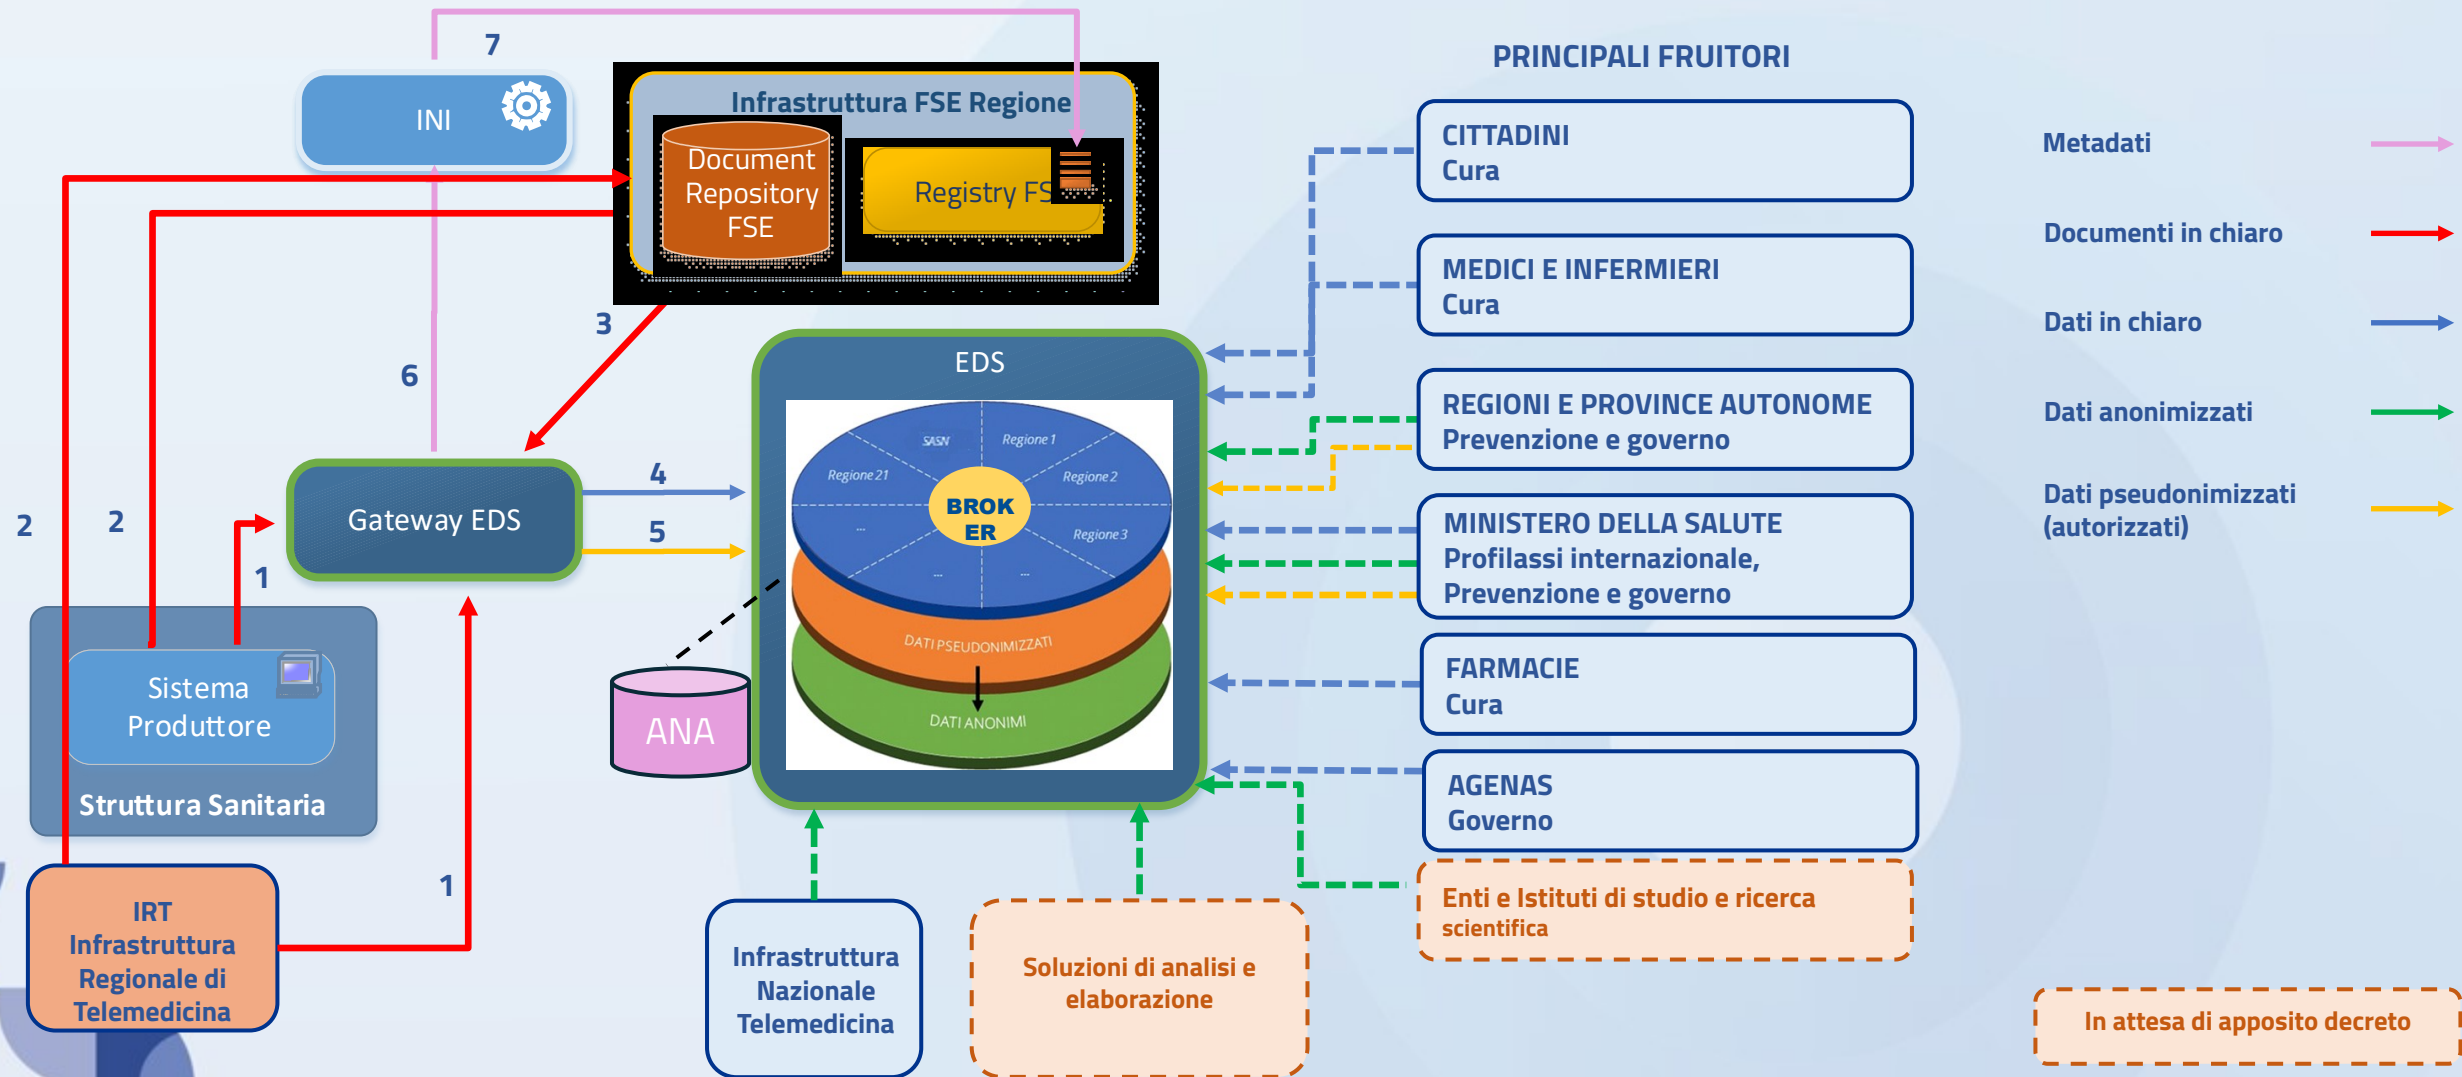 7
INI
Infrastruttura FSE Regione
Document
Repository
FSE
Registry FS
3
6
2
2
1
Gateway EDS
4
5
Sistema
Produttore
Struttura Sanitaria
IRT
Infrastruttura
Regionale di
Telemedicina
1
ANA
EDS
SASN
Regione 1
Regione 21
Regione 2
BROK
ER
...
Regione 3
...
...
DATI PSEUDONIMIZZATI
DATI ANONIMI
Infrastruttura
Nazionale
Telemedicina
Soluzioni di analisi e
elaborazione
PRINCIPALI FRUITORI
CITTADINI
Cura
MEDICI E INFERMIERI
Cura
REGIONI E PROVINCE AUTONOME
Prevenzione e governo
MINISTERO DELLA SALUTE
Profilassi internazionale,
Prevenzione e governo
FARMACIE
Cura
AGENAS
Governo
Enti e Istituti di studio e ricerca
scientifica
Metadati
Documenti in chiaro
Dati in chiaro
Dati anonimizzati
Dati pseudonimizzati
(autorizzati)
In attesa di apposito decreto